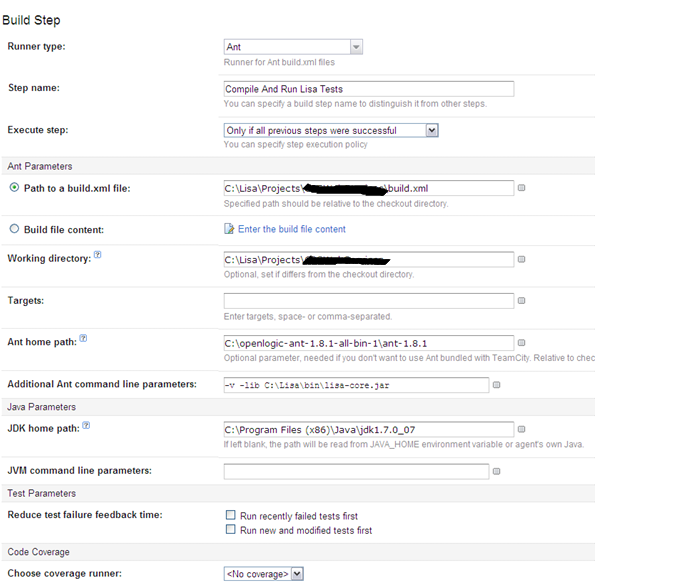 Build Step
Runner type: Ant
Runner for Ant build.xml files
Step name: Compile And Run Lisa Tests
You can specify a build step name to distinguish it from other steps.
Execute step: Only if all previous steps were successful
You can specify step execution policy
Ant Parameters
Path to a build.xml file: C:\Lisa\Projects\ \build.xml
Specified path should be relative to the checkout directory.
Build file content: Enter the build file content
Working directory: [?] C:\Lisa\Projects\
Optional, set if differs from the checkout directory.
Targets:
Enter targets, space- or comma-separated.
Ant home path: [?] C:\openlogic-ant-1.8.1-all-bin-1\ant-1.8.1
Optional parameter, needed if you don't want to use Ant bundled with TeamCity. Relative to chec
Additional Ant command line parameters: -v -lib C:\Lisa\bin\lisa-core.jar
Java Parameters
JDK home path: [?] C:\Program Files (x86)\Java\jdk1.7.0_07
If left blank, the path will be read from JAVA_HOME environment variable or agent's own Java.
JVM command line parameters:
Test Parameters
Reduce test failure feedback time: Run recently failed tests first
Run new and modified tests first
Code Coverage
Choose coverage runner: <No coverage>